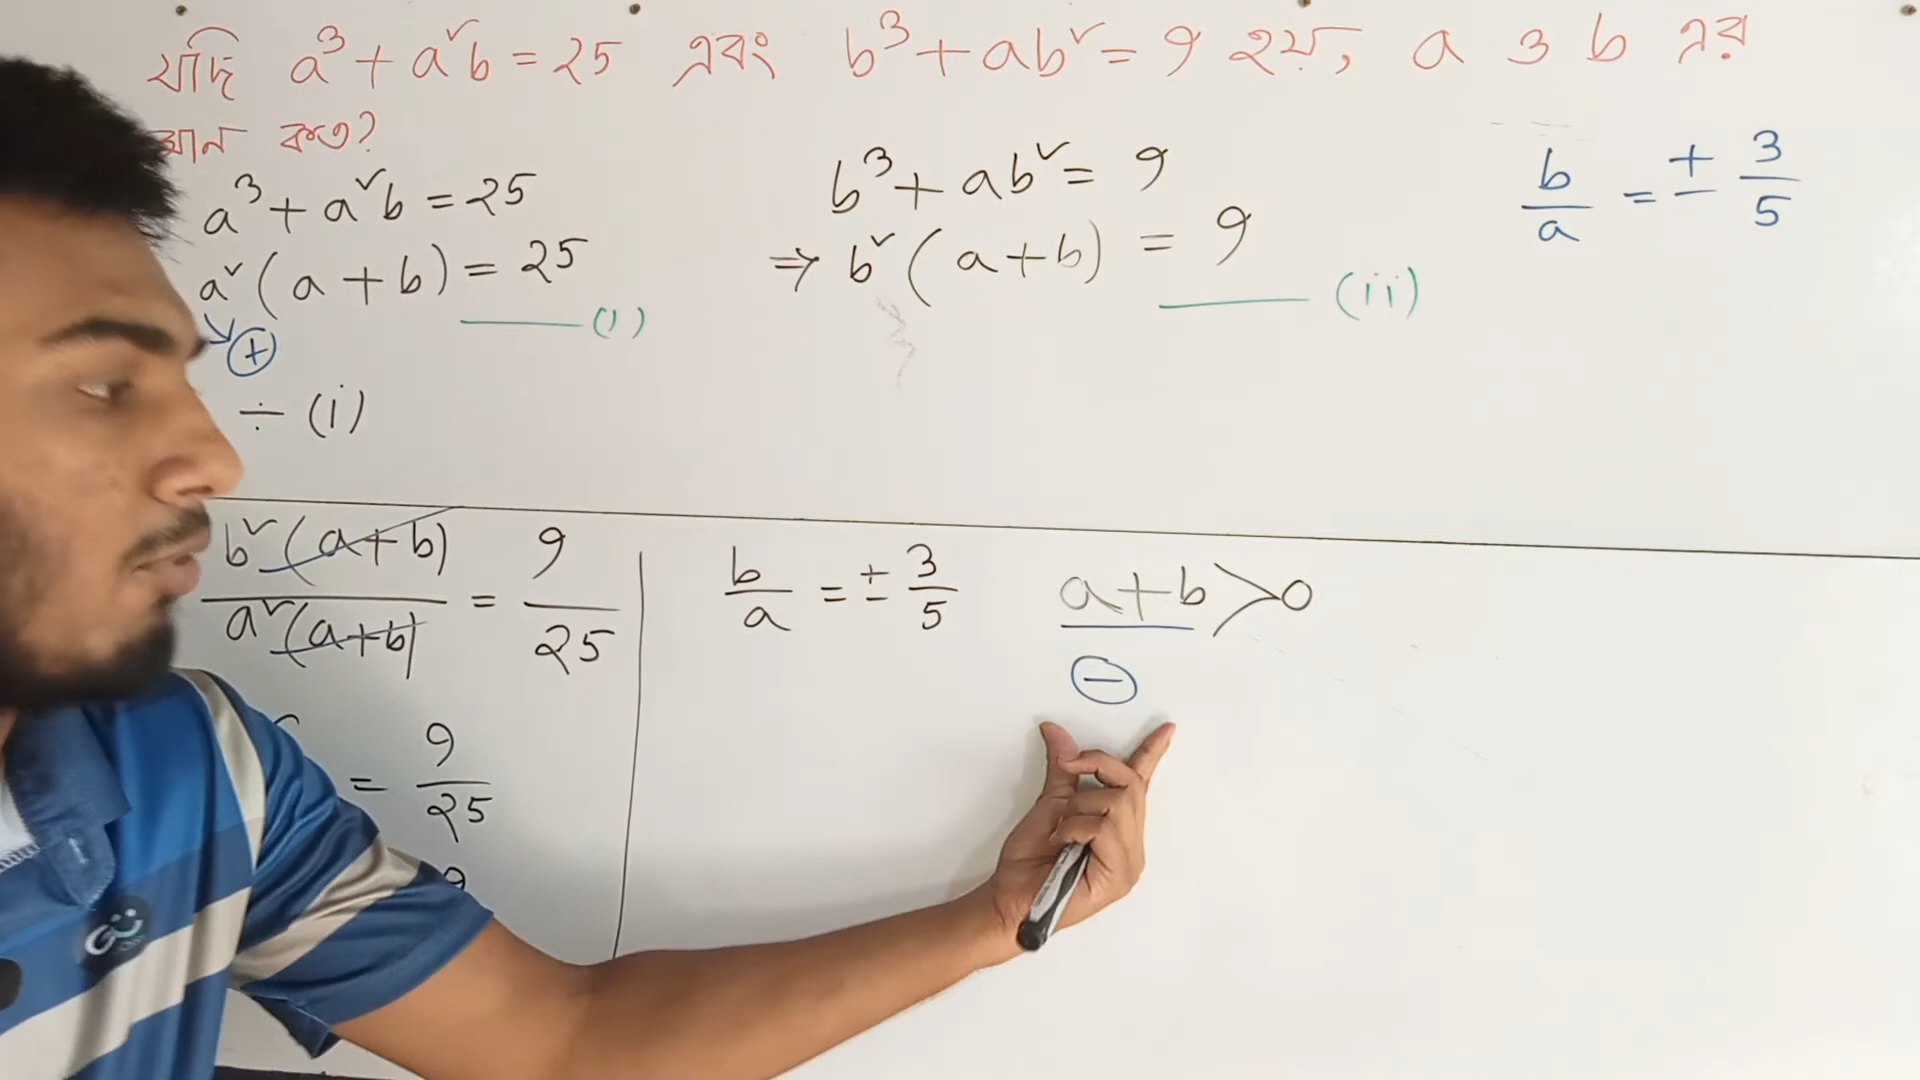 যদি a³ + a²b = 25 এবং b³ + ab² = 9 হয়, a ও b এর
মান কত?
a³ + a²b = 25
a²(a + b) = 25 (i)
+
÷ (i)
b³ + ab² = 9
⇒ b²(a + b) = 9 (ii)
b/a = ± 3/5
b²(a + b)/a²(a + b) = 9/25
= 9/25
b/a = ± 3/5
a + b > 0
−